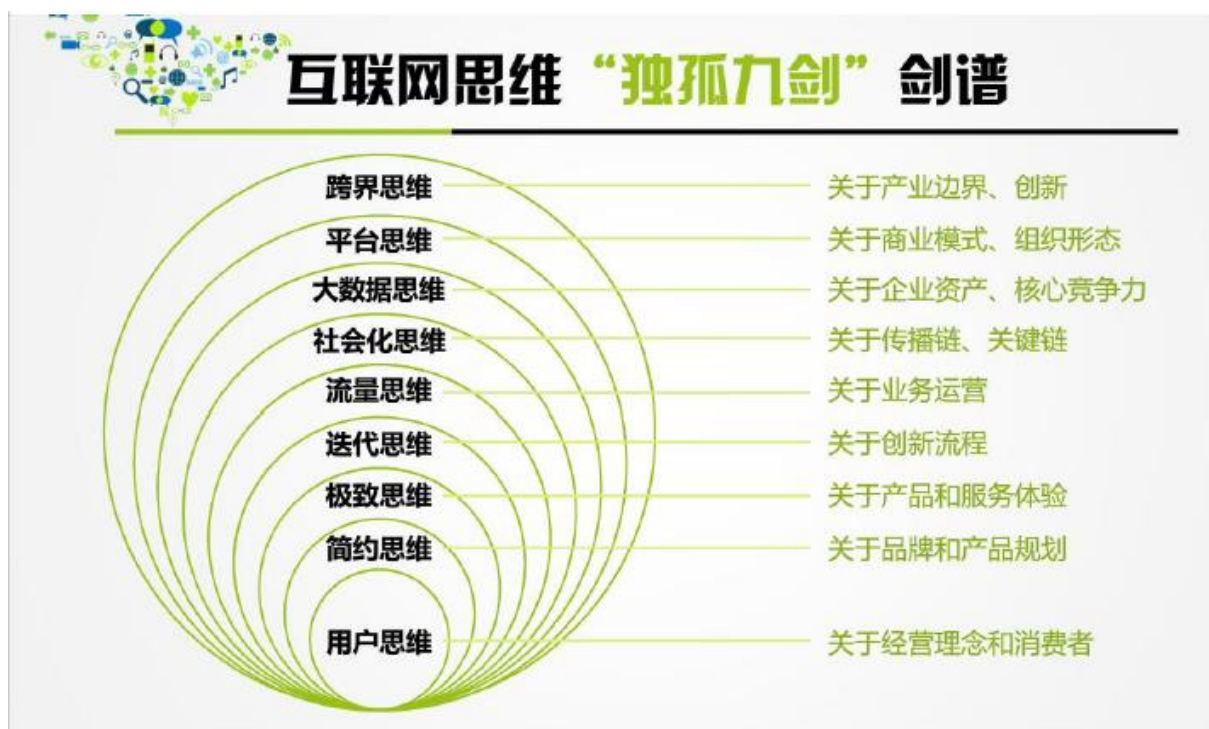 互联网思维“独孤九剑”剑谱
跨界思维 关于产业边界、创新
平台思维 关于商业模式、组织形态
大数据思维 关于企业资产、核心竞争力
社会化思维 关于传播链、关键链
流量思维 关于业务运营
迭代思维 关于创新流程
极致思维 关于产品和服务体验
简约思维 关于品牌和产品规划
用户思维 关于经营理念和消费者